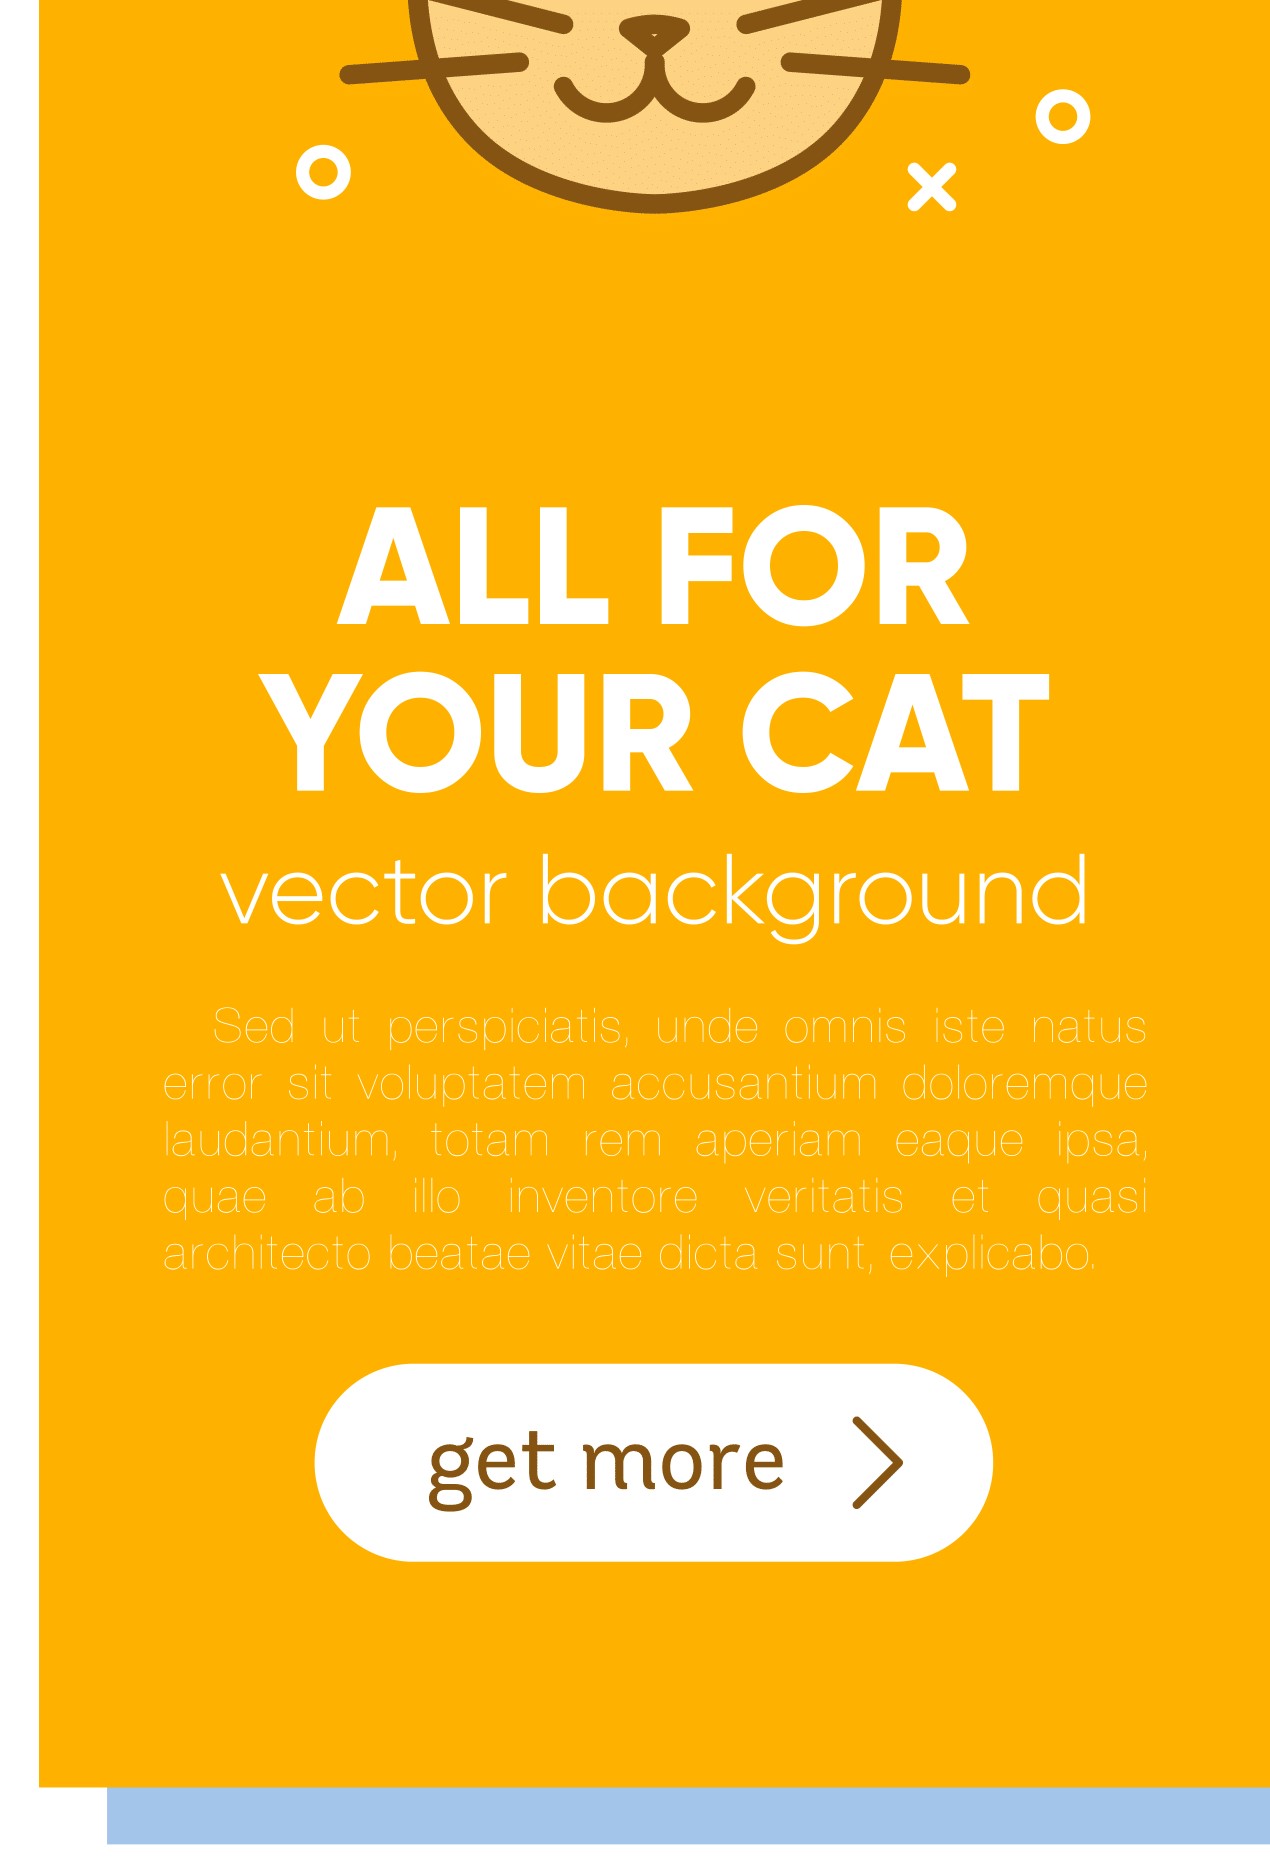 ALL FOR
YOUR CAT
vector background
Sed ut perspiciatis, unde omnis iste natus
error sit voluptatem accusantium doloremque
laudantium, totam rem aperiam eaque ipsa,
quae ab illo inventore veritatis et quasi
architecto beatae vitae dicta sunt, explicabo.
get more